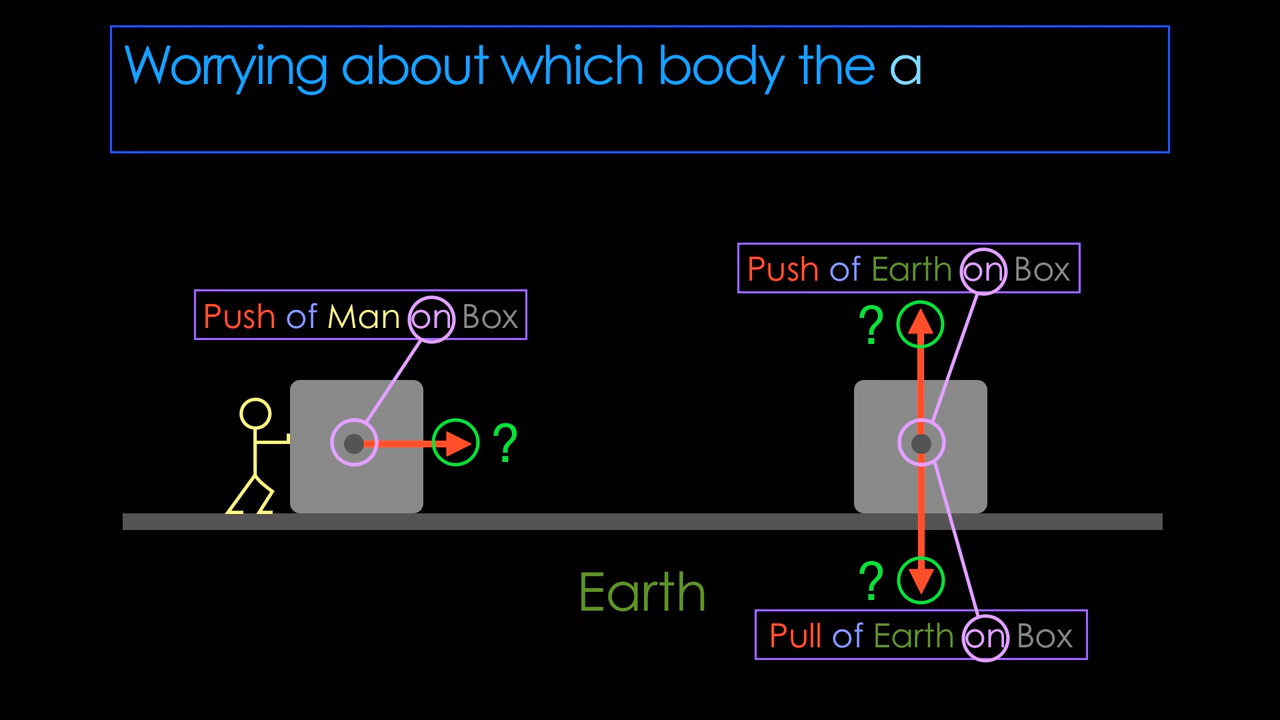 Worrying about which body the a
Push of Earth on Box
Push of Man on Box
?
?
?
Earth
Pull of Earth on Box